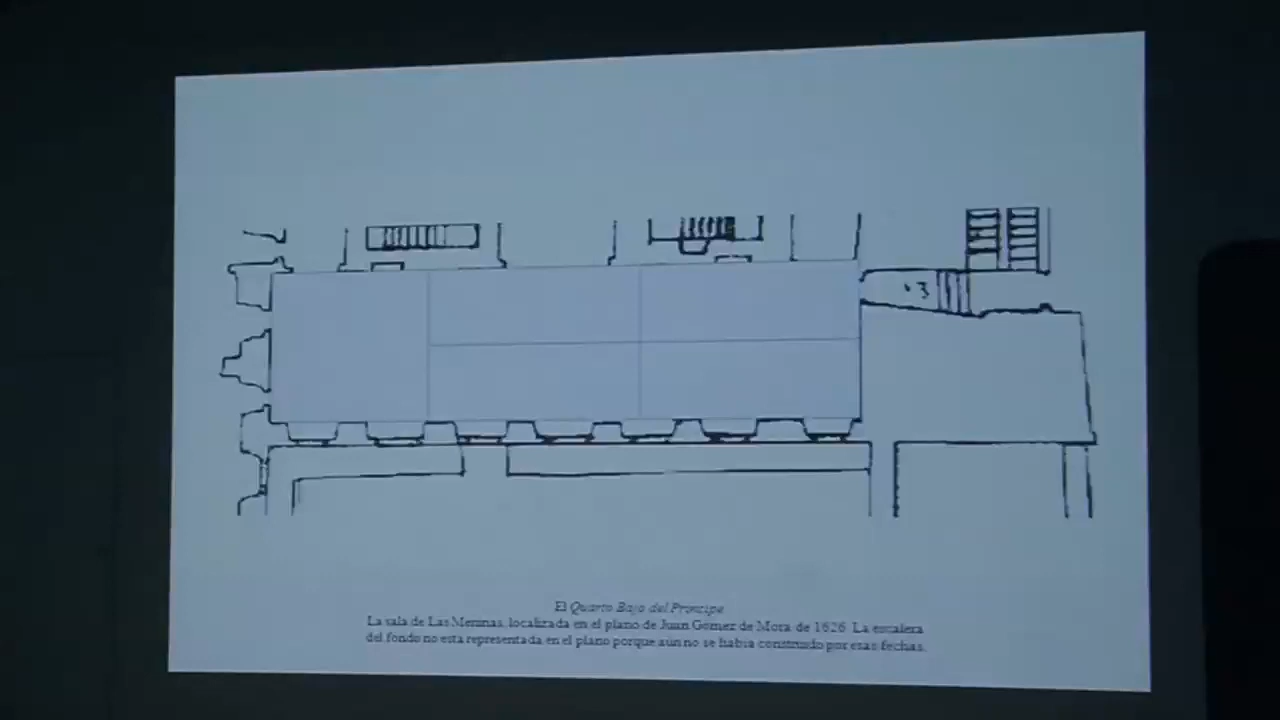 3
El Quarto Bajo del Principe
La sala de Las Meninas, localizada en el plano de Juan Gomez de Mora de 1626. La escalera
del fondo no esta representada en el plano porque aún no se habia construido por esas fechas.